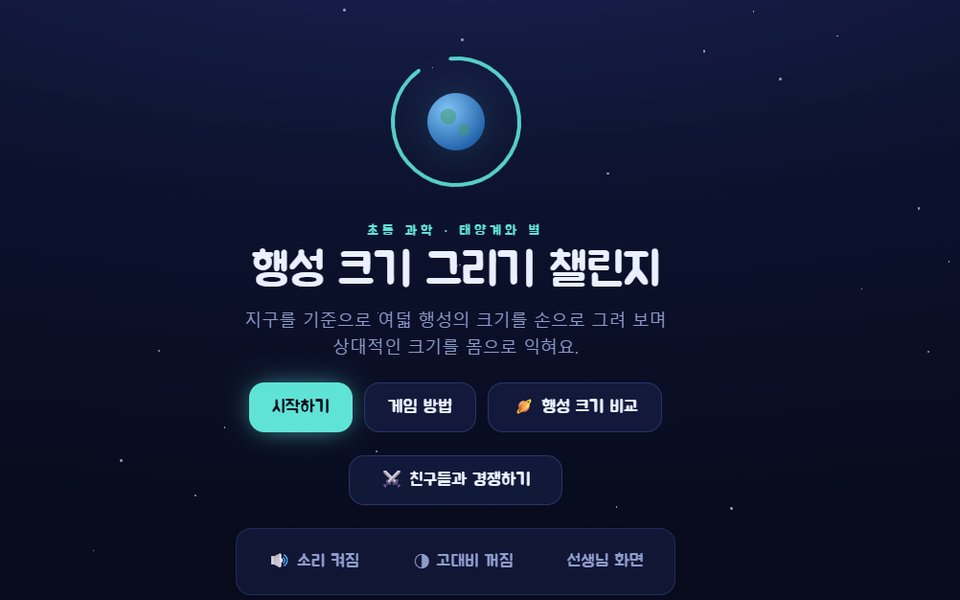 초등 과학 · 태양계와 별
행성 크기 그리기 챌린지
지구를 기준으로 여덟 행성의 크기를 손으로 그려 보며
상대적인 크기를 몸으로 익혀요.
시작하기 게임 방법 🪐 행성 크기 비교
⚔️ 친구들과 경쟁하기
🔊 소리 켜짐 ◑ 고대비 꺼짐 선생님 화면